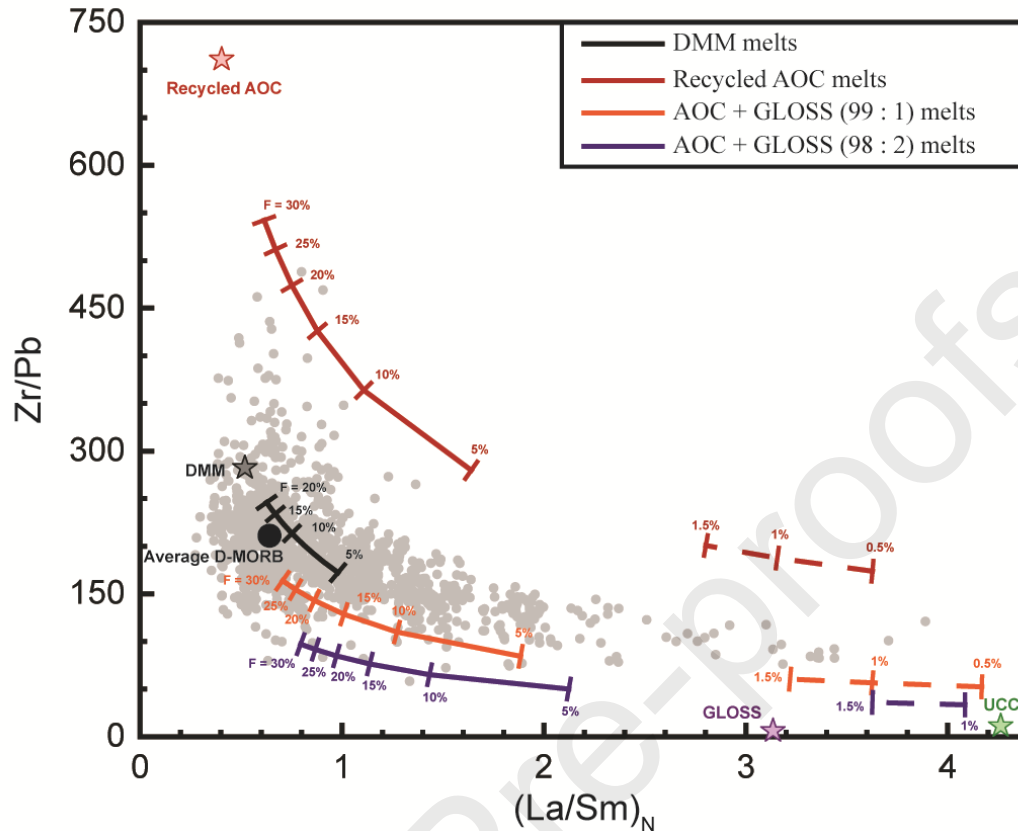 750
600
450
300
150
0
Zr/Pb
0
1
2
3
4
(La/Sm)N
DMM melts
Recycled AOC melts
AOC + GLOSS (99 : 1) melts
AOC + GLOSS (98 : 2) melts
Recycled AOC
F = 30%
25%
20%
15%
10%
5%
DMM
F = 20%
15%
10%
5%
Average D-MORB
F = 30%
25%
20%
15%
10%
5%
F = 30%
25%
20%
15%
10%
5%
1.5%
1%
0.5%
1.5%
1%
0.5%
1.5%
1%
GLOSS
UCC
Pre-proofs